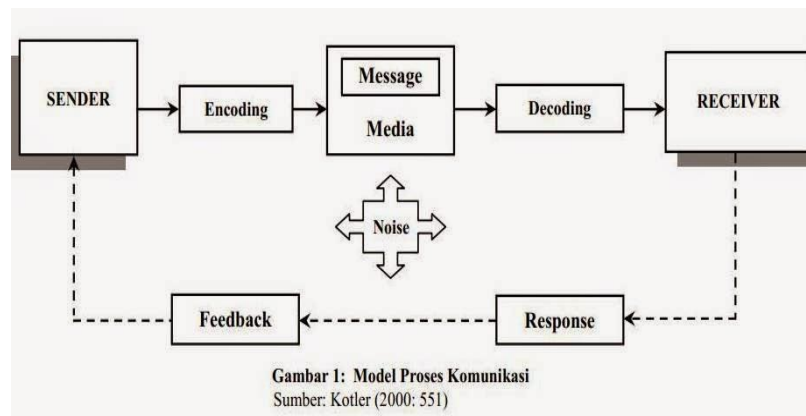 SENDER
Encoding
Message
Media
Decoding
RECEIVER
Noise
Feedback
Response
Gambar 1: Model Proses Komunikasi
Sumber: Kotler (2000: 551)